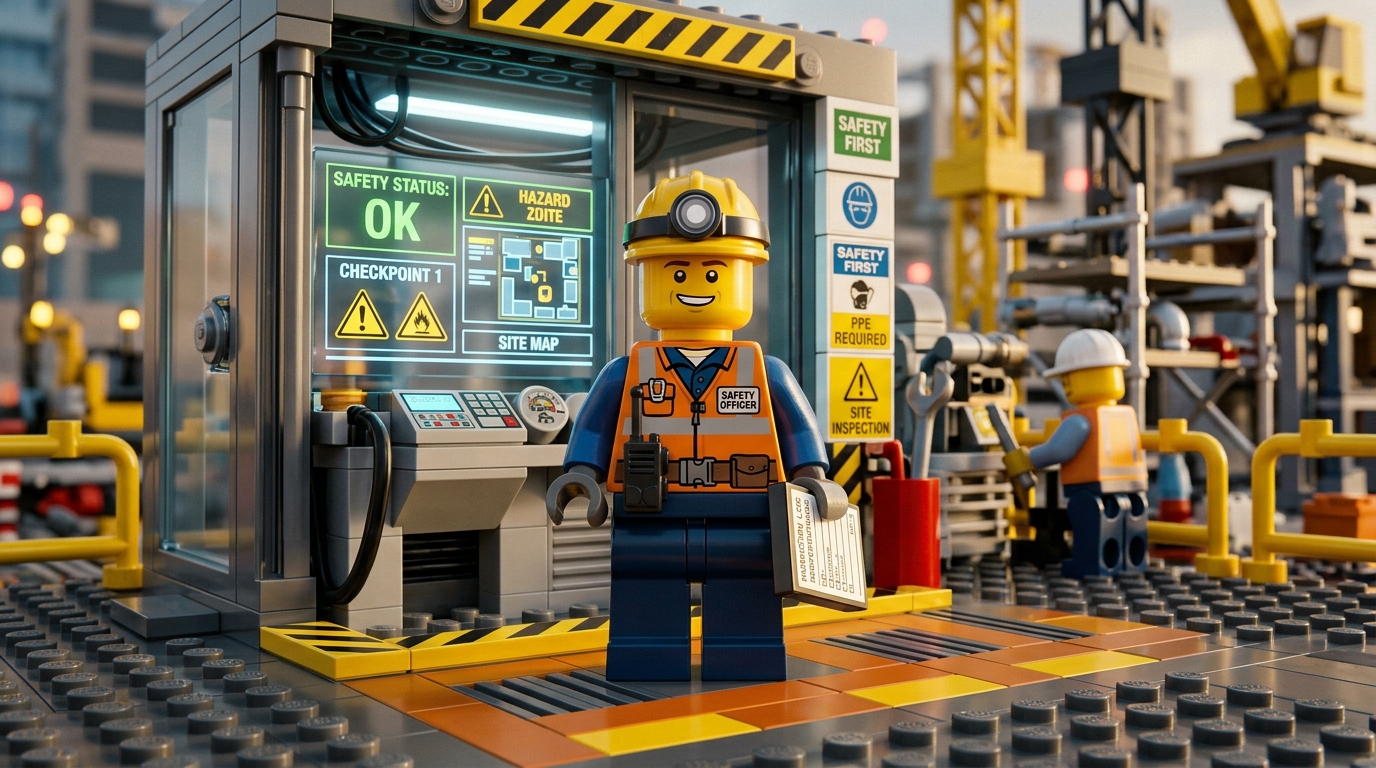 SAFETY STATUS:
OK
HAZARD
ZOITE
CHECKPOINT 1
SITE MAP
SAFETY
FIRST
SAFETY
FIRST
PPE
REQUIRED
SITE
INSPECTION
SAFETY
OFFICER